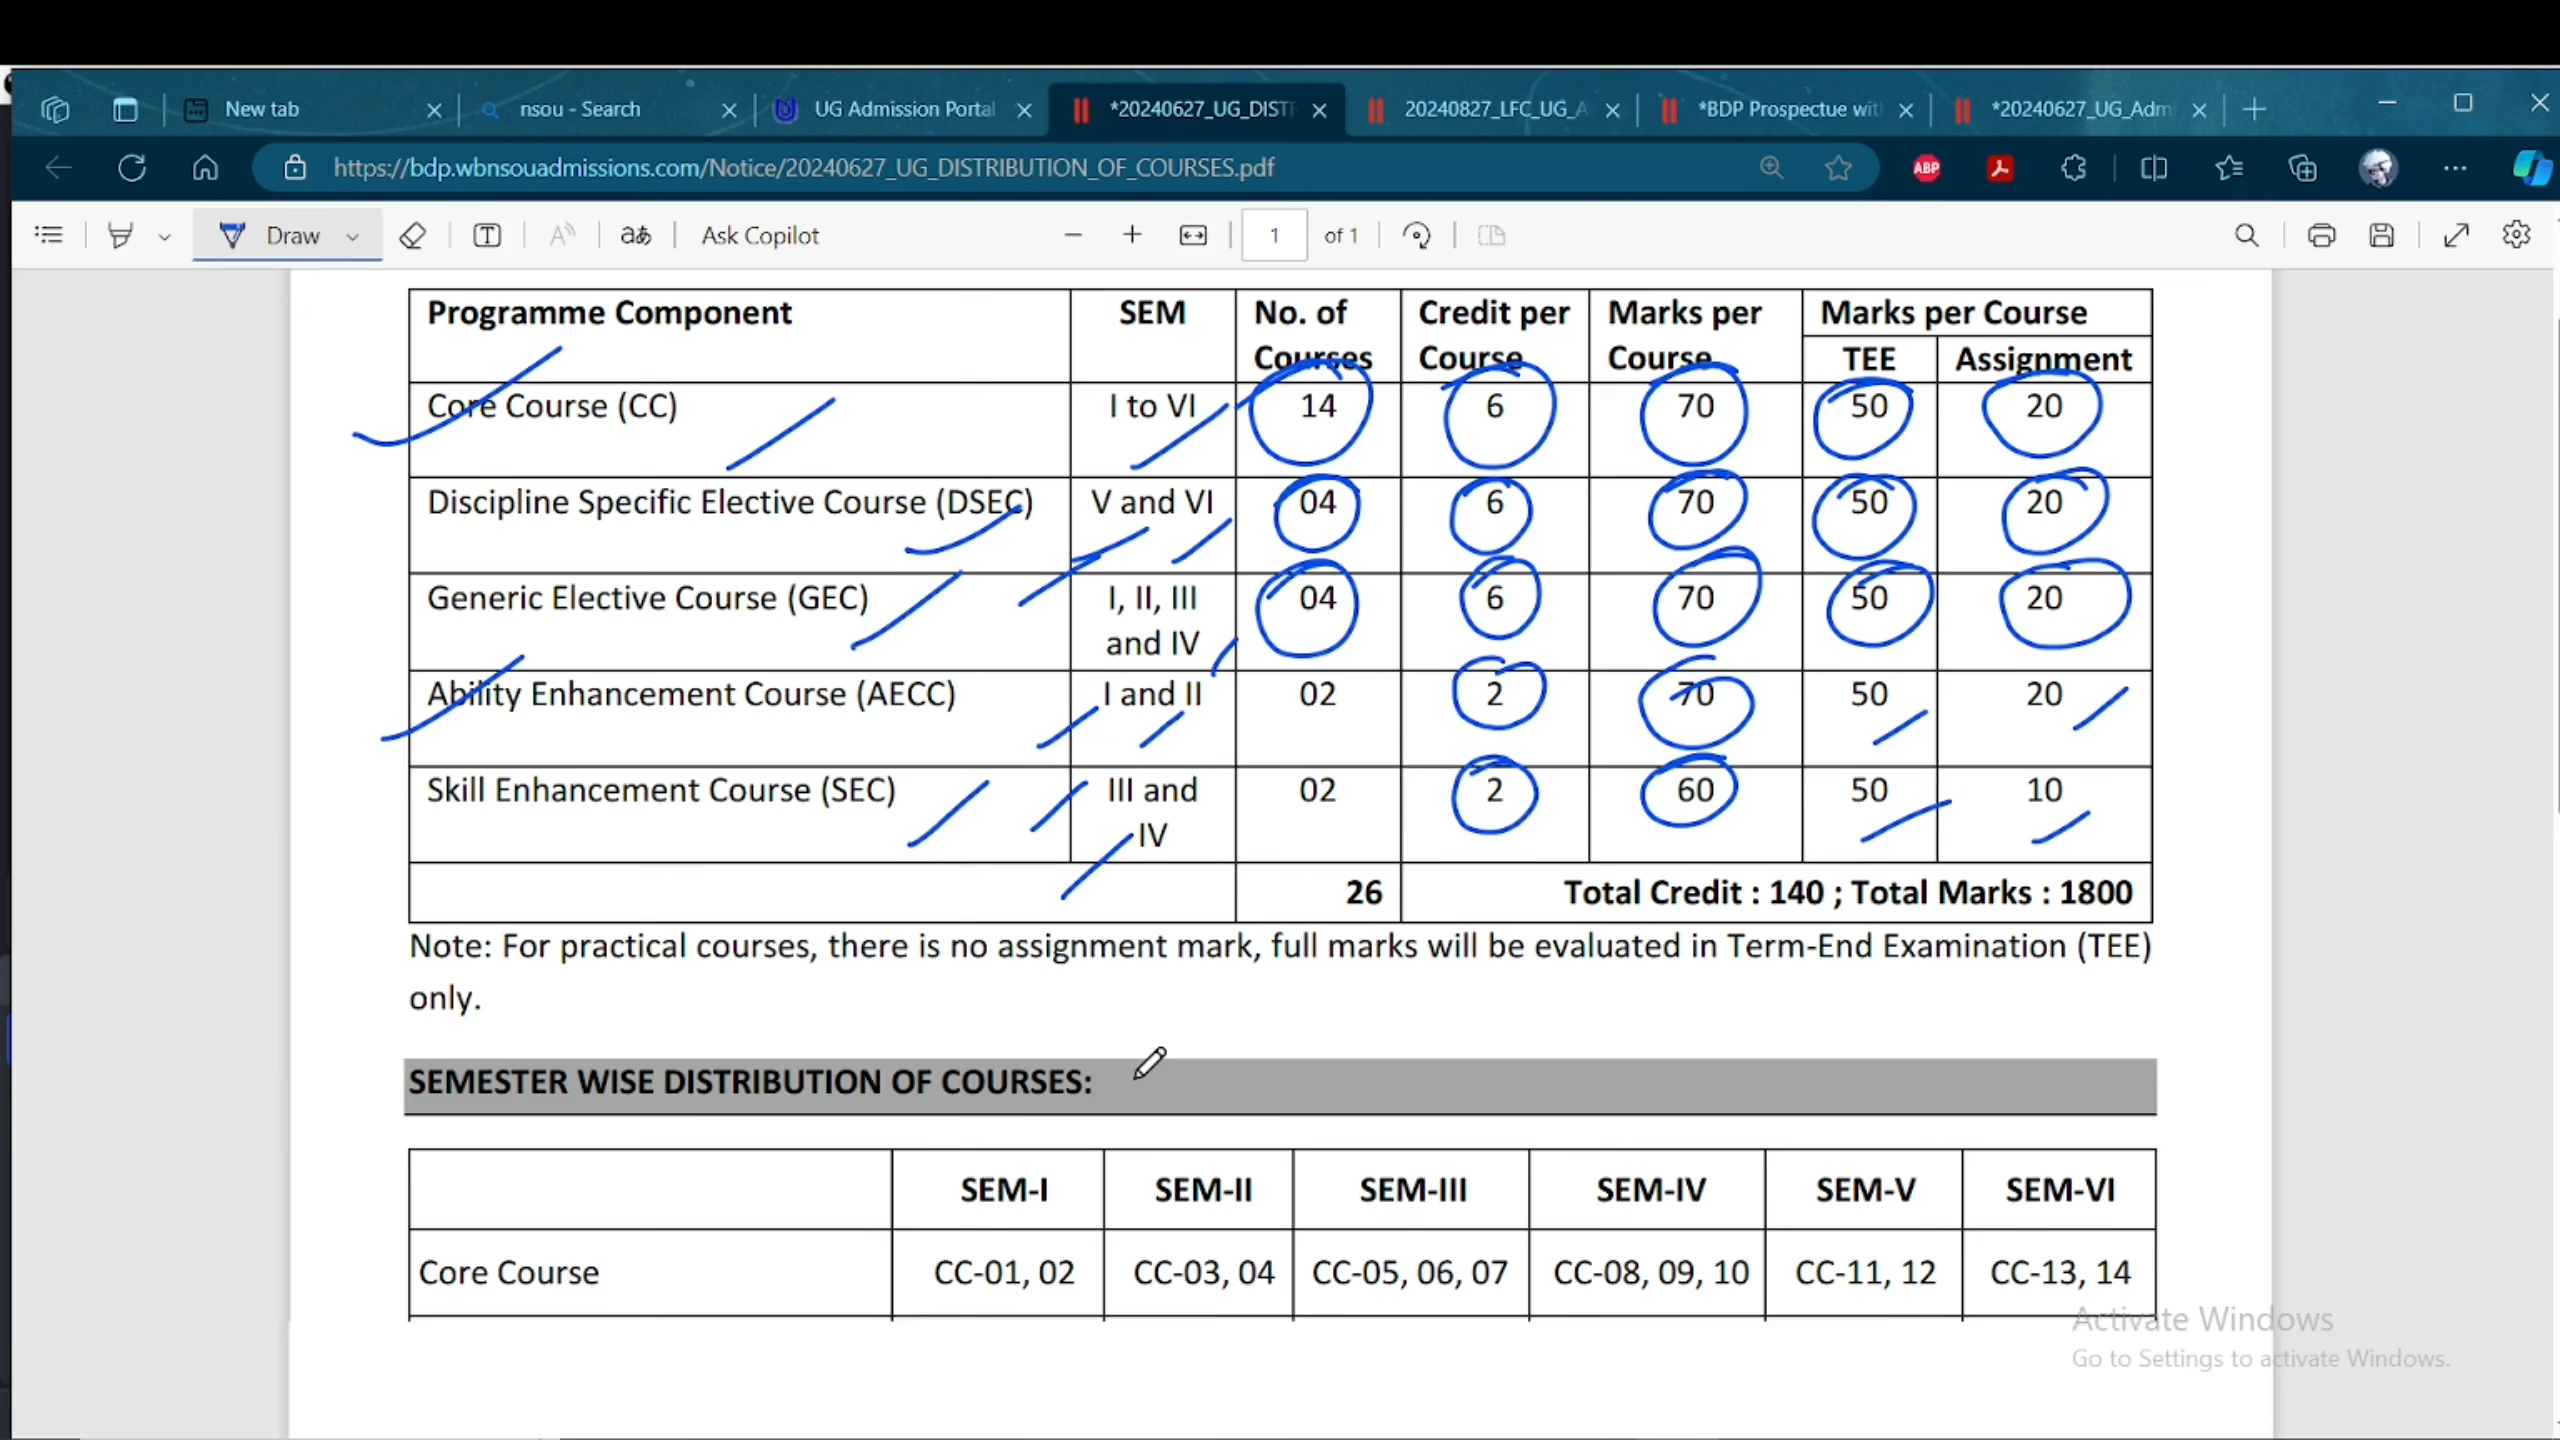 New tab
nsou - Search
UG Admission Portal
*20240627_UG_DISTR
20240827_LFC_UG_A
*BDP Prospectue wit
*20240627_UG_Adm
https://bdp.wbnsouadmissions.com/Notice/20240627_UG_DISTRIBUTION_OF_COURSES.pdf
ABP
Draw
T
aあ
Ask Copilot
1
of 1
Programme Component SEM No. of Courses Credit per Course Marks per Course Marks per Course
TEE Assignment
Core Course (CC) I to VI 14 6 70 50 20
Discipline Specific Elective Course (DSEC) V and VI 04 6 70 50 20
Generic Elective Course (GEC) I, II, III and IV 04 6 70 50 20
Ability Enhancement Course (AECC) I and II 02 2 70 50 20
Skill Enhancement Course (SEC) III and IV 02 2 60 50 10
26 Total Credit : 140 ; Total Marks : 1800
Note: For practical courses, there is no assignment mark, full marks will be evaluated in Term-End Examination (TEE)
only.
SEMESTER WISE DISTRIBUTION OF COURSES:
SEM-I SEM-II SEM-III SEM-IV SEM-V SEM-VI
Core Course CC-01, 02 CC-03, 04 CC-05, 06, 07 CC-08, 09, 10 CC-11, 12 CC-13, 14
Activate Windows
Go to Settings to activate Windows.